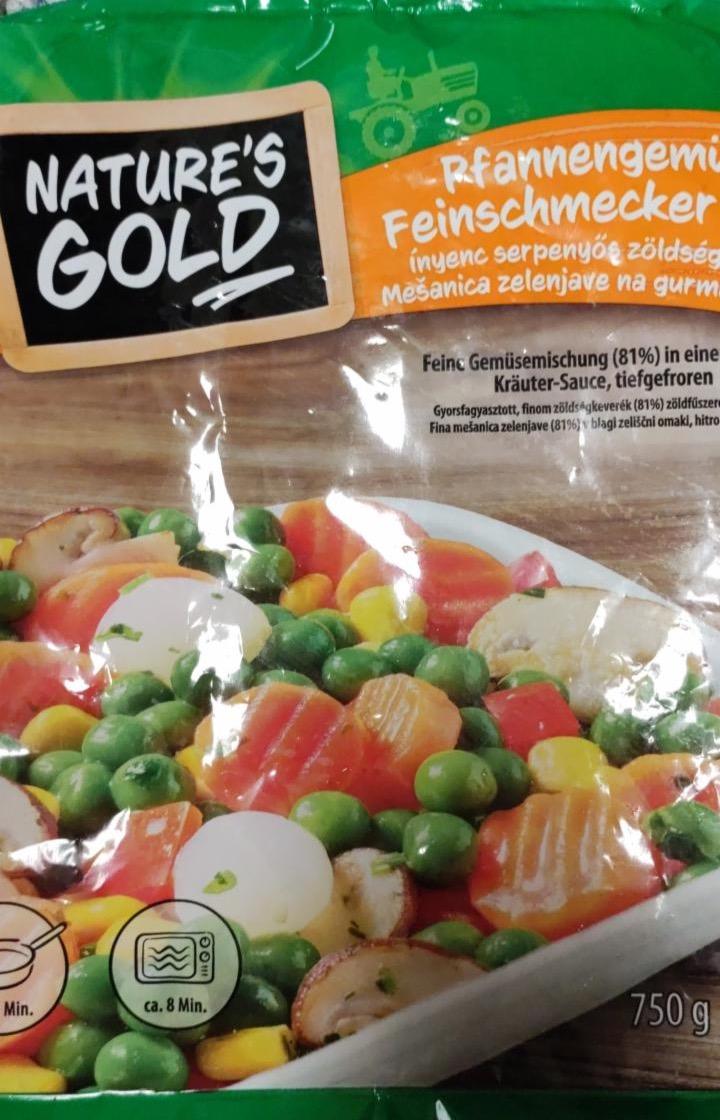 NATURE'S
GOLD
Pfannengemü
Feinschmecker
ínyenc serpenyős zöldség
Mešanica zelenjave na gurm
Feine Gemüsemischung (81%) in eine
Kräuter-Sauce, tiefgefroren
Gyorsfagyasztott, finom zöldségkeverék (81%) zöldfűszere
Fina mešanica zelenjave (81%) v blagi zeliščni omaki, hitro
Min.
ca. 8 Min.
750 g